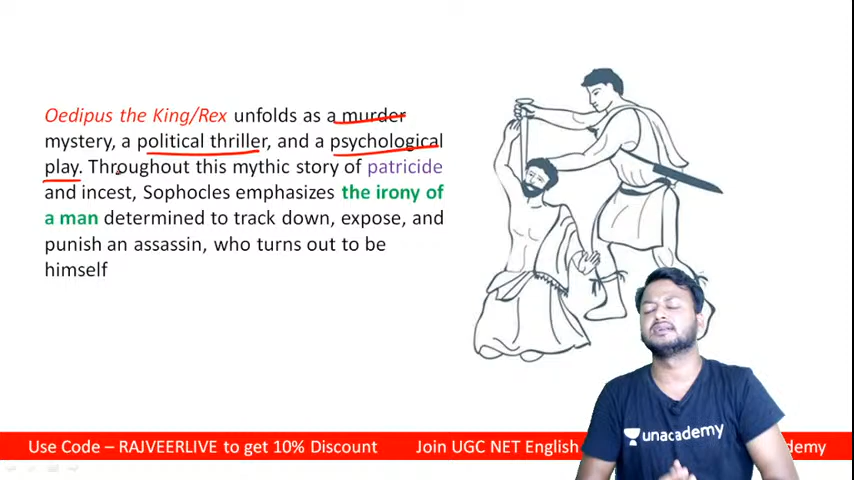 Oedipus the King/Rex unfolds as a murder
mystery, a political thriller, and a psychological
play. Throughout this mythic story of patricide
and incest, Sophocles emphasizes the irony of
a man determined to track down, expose, and
punish an assassin, who turns out to be
himself
unacademy
Use Code – RAJVEERLIVE to get 10% Discount
Join UGC NET English